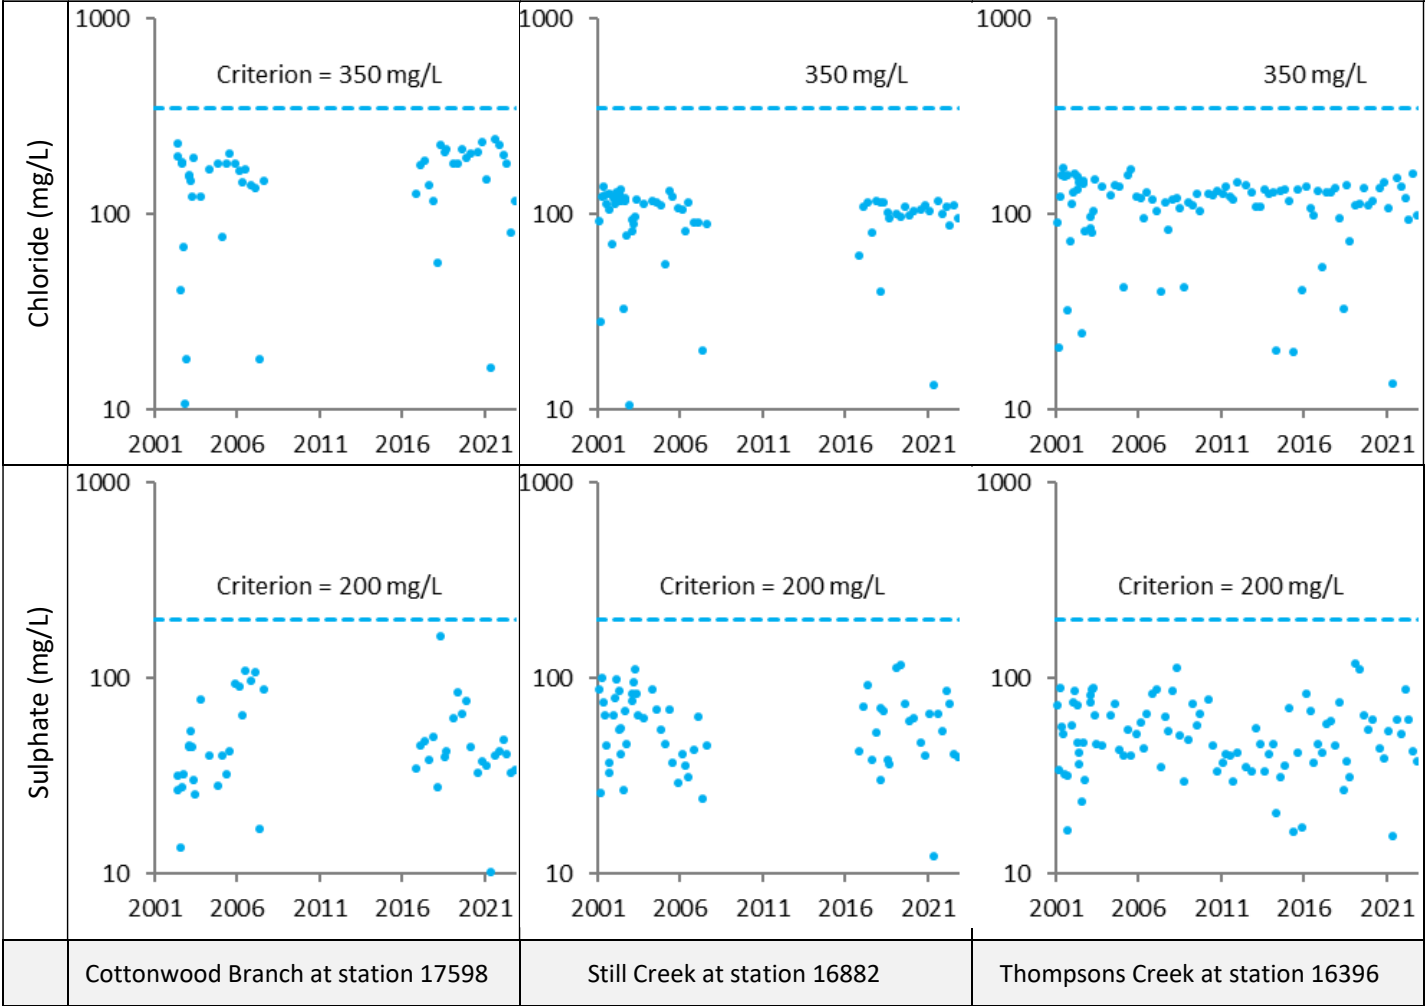 Chloride (mg/L)
1000
100
10
2001 2006 2011 2016 2021
Criterion = 350 mg/L
1000
100
10
2001 2006 2011 2016 2021
350 mg/L
1000
100
10
2001 2006 2011 2016 2021
350 mg/L
Sulphate (mg/L)
1000
100
10
2001 2006 2011 2016 2021
Criterion = 200 mg/L
1000
100
10
2001 2006 2011 2016 2021
Criterion = 200 mg/L
1000
100
10
2001 2006 2011 2016 2021
Criterion = 200 mg/L
Cottonwood Branch at station 17598
Still Creek at station 16882
Thompsons Creek at station 16396